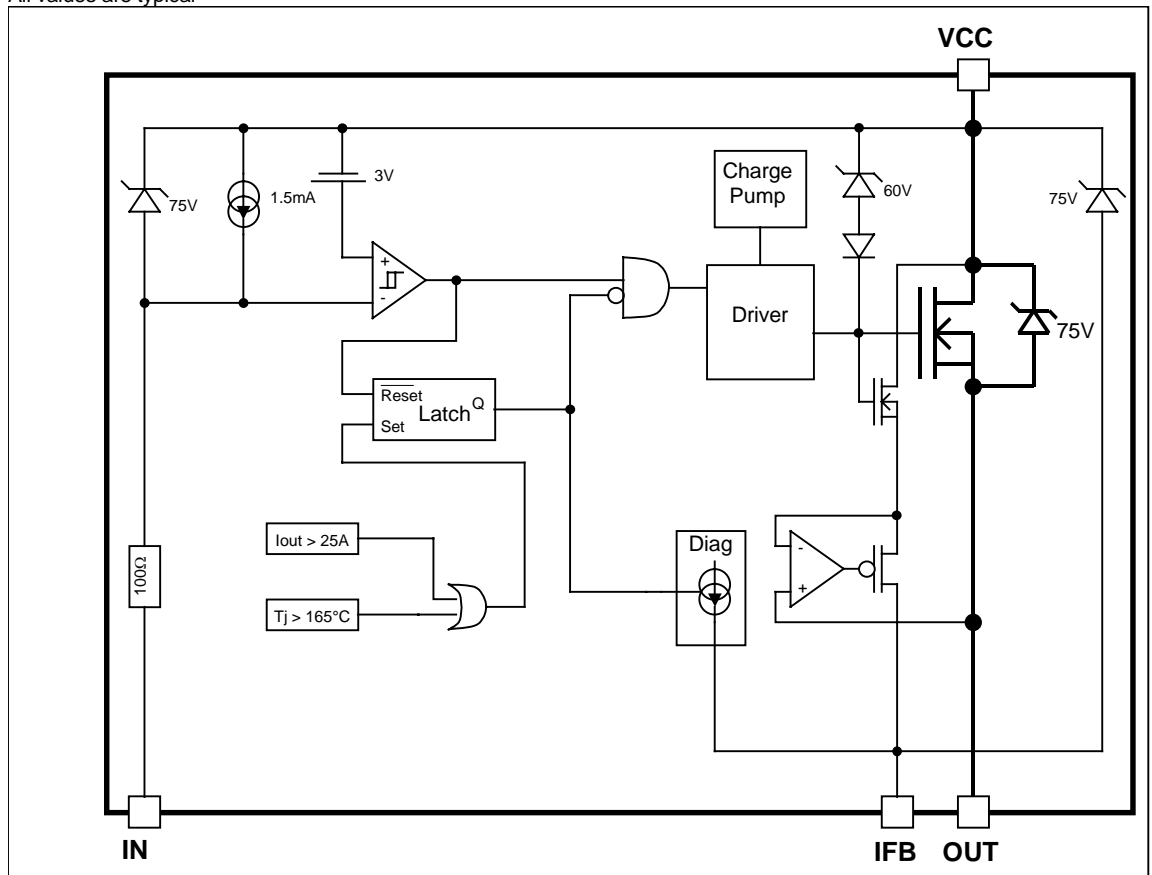 All values are typical
VCC
3V
Charge
Pump
75V
1.5mA
60V
75V
+
-
Driver
75V
Reset
Latch
Q
Set
Iout > 25A
Diag
-
100Ω
+
Tj > 165°C
IN
IFB
OUT